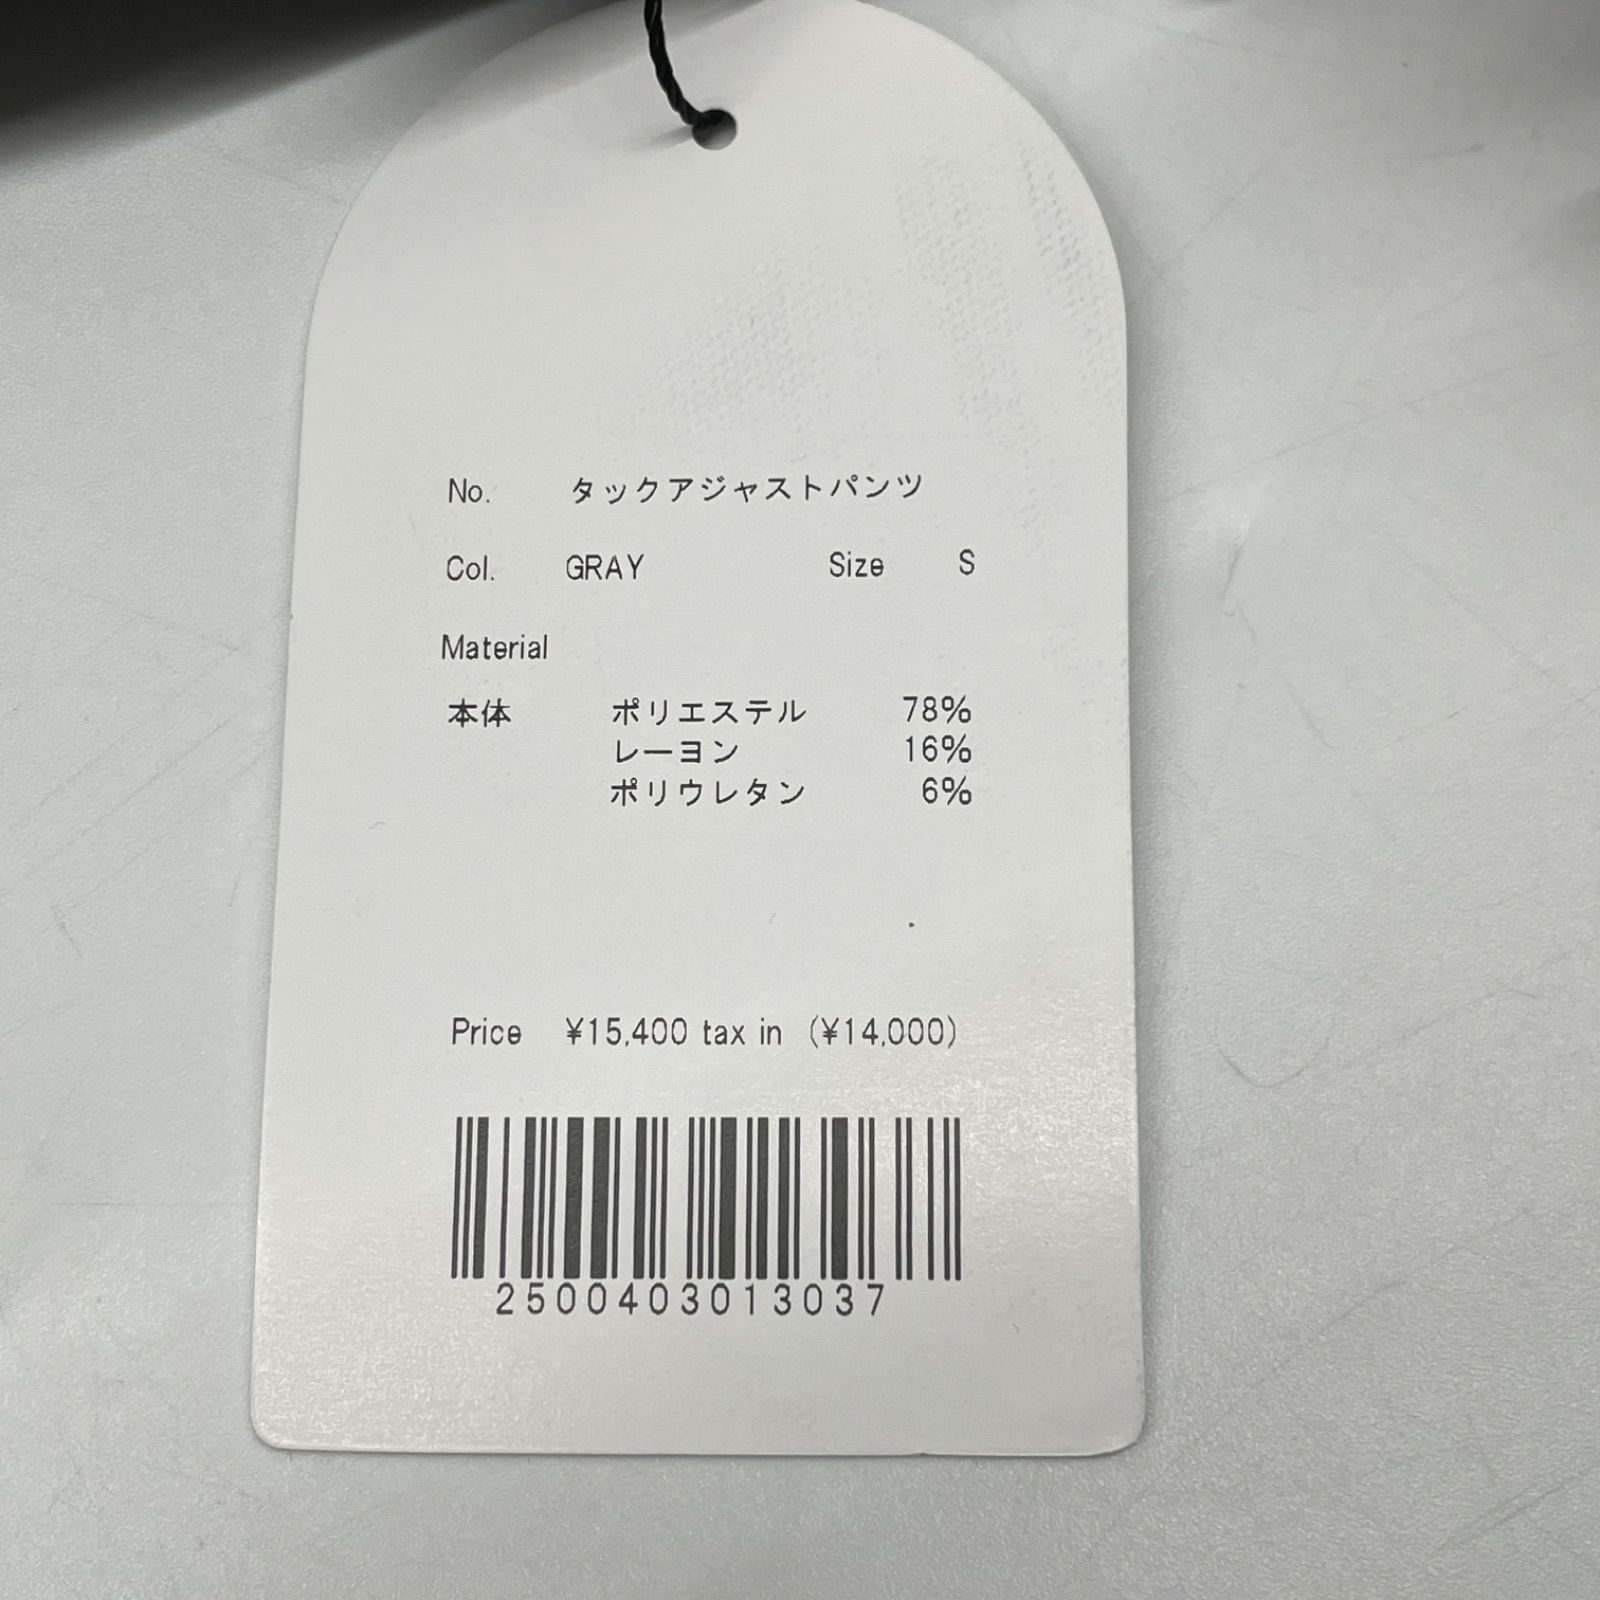 No. タックアジャストパンツ
Col. GRAY Size S
Material
本体 ポリエステル 78%
レーヨン 16%
ポリウレタン 6%
Price ¥15,400 tax in (¥14,000)
2500403013037